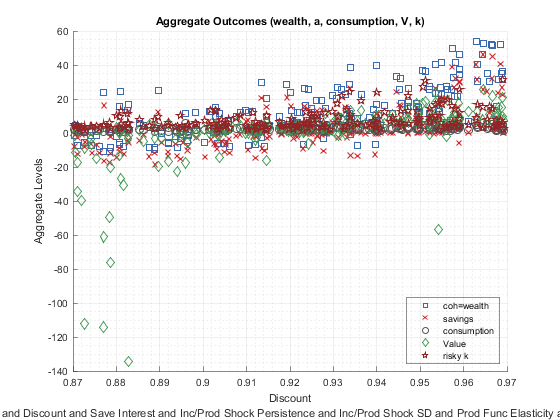 Aggregate Outcomes (wealth, a, consumption, V, k)
60
40
20
0
-20
-40
-60
-80
-100
-120
-140
Aggregate Levels
coh=wealth
savings
consumption
Value
risky k
0.87
0.88
0.89
0.9
0.91
0.92
0.93
0.94
0.95
0.96
0.97
Discount
and Discount and Save Interest and Inc/Prod Shock Persistence and Inc/Prod Shock SD and Prod Func Elasticity a